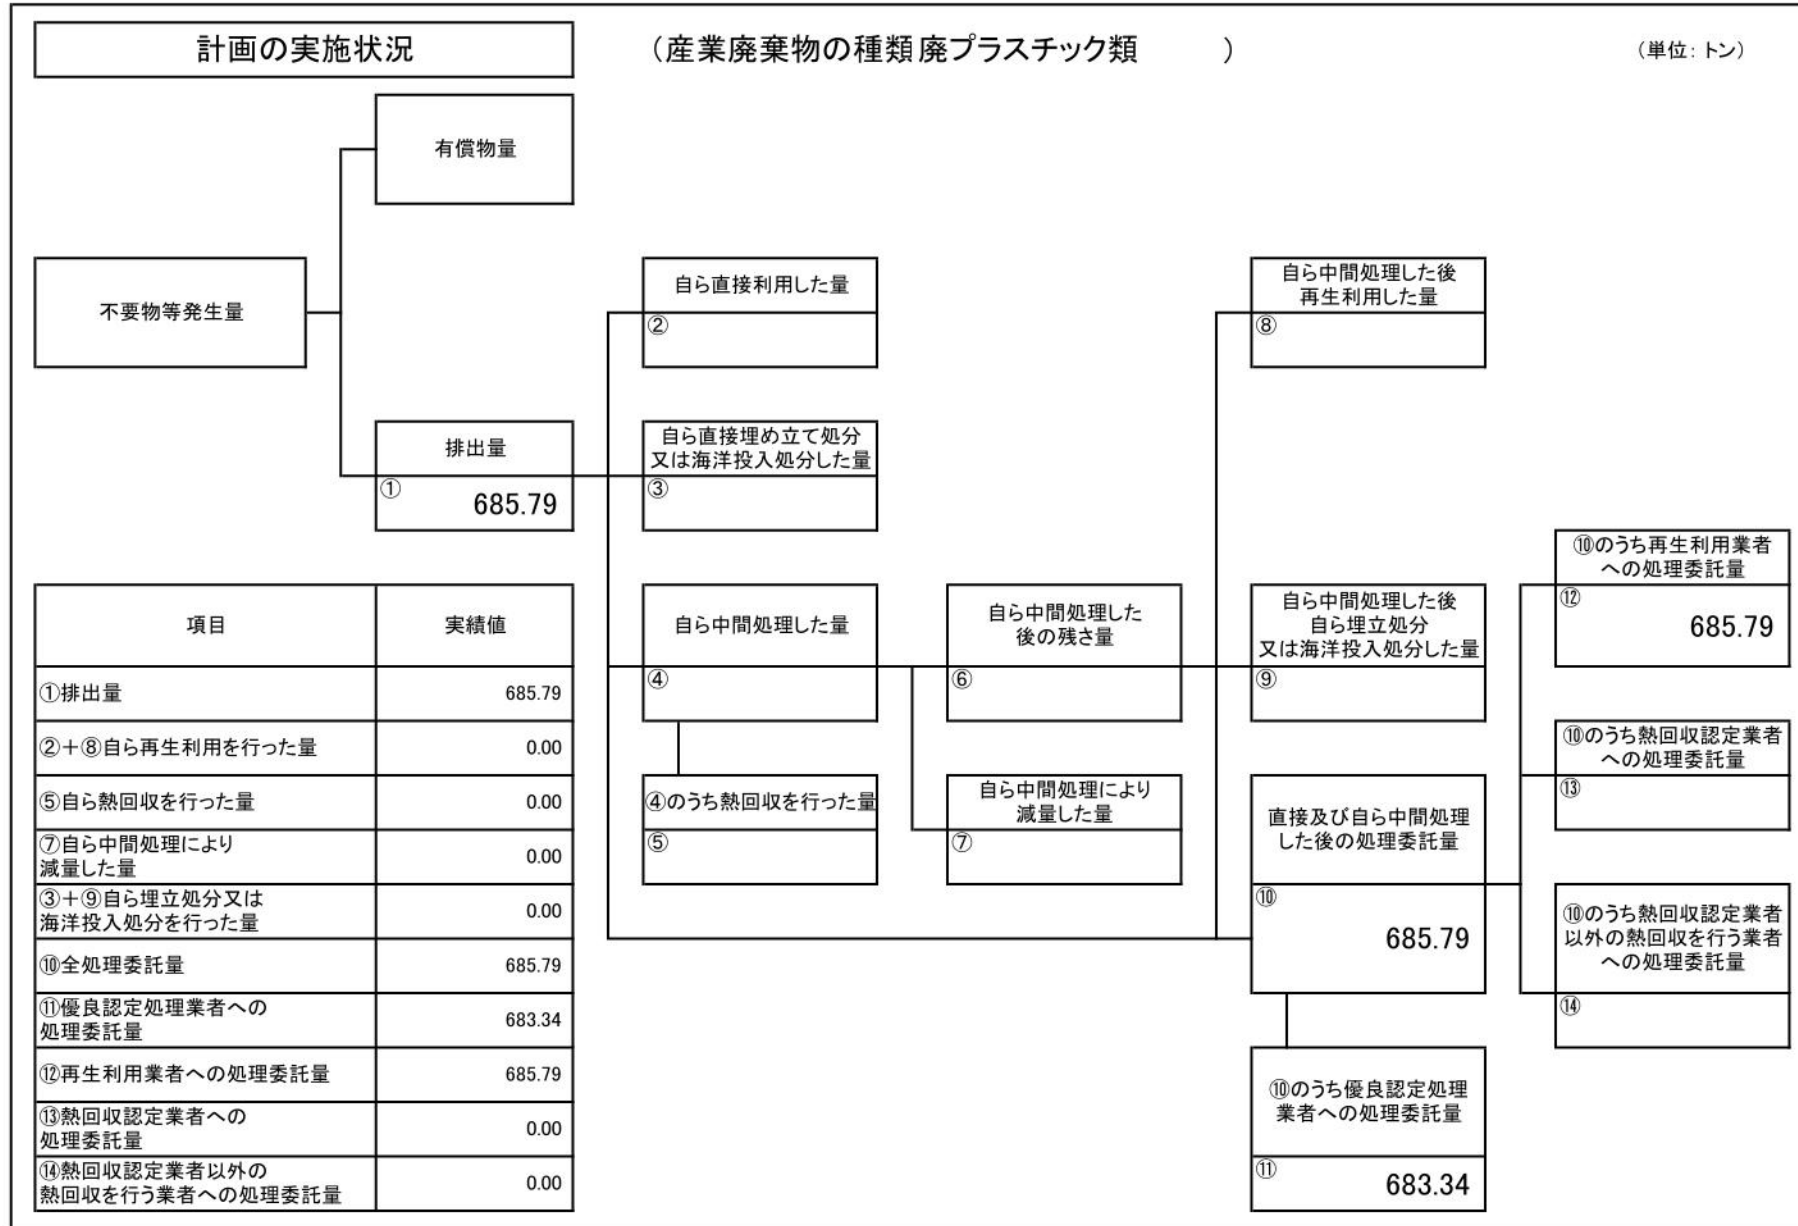 計画の実施状況
（産業廃棄物の種類 廃プラスチック類　　　）
（単位：トン）
有償物量
不要物等発生量
自ら直接利用した量
②
自ら中間処理した後
再生利用した量
⑧
排出量
①
685.79
自ら直接埋め立て処分
又は海洋投入処分した量
③
⑩のうち再生利用業者
への処理委託量
⑫
685.79
自ら中間処理した量
④
自ら中間処理した
後の残さ量
⑥
自ら中間処理した後
自ら埋立処分
又は海洋投入処分した量
⑨
⑩のうち熱回収認定業者
への処理委託量
⑬
④のうち熱回収を行った量
⑤
自ら中間処理により
減量した量
⑦
直接及び自ら中間処理
した後の処理委託量
⑩
685.79
⑩のうち熱回収認定業者
以外の熱回収を行う業者
への処理委託量
⑭
⑩のうち優良認定処理
業者への処理委託量
⑪
683.34
項目 実績値
①排出量 685.79
②＋⑧自ら再生利用を行った量 0.00
⑤自ら熱回収を行った量 0.00
⑦自ら中間処理により
減量した量 0.00
③＋⑨自ら埋立処分又は
海洋投入処分を行った量 0.00
⑩全処理委託量 685.79
⑪優良認定処理業者への
処理委託量 683.34
⑫再生利用業者への処理委託量 685.79
⑬熱回収認定業者への
処理委託量 0.00
⑭熱回収認定業者以外の
熱回収を行う業者への処理委託量 0.00